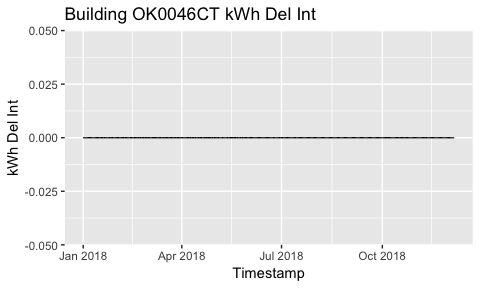 Building OK0046CT kWh Del Int
0.050
0.025
0.000
-0.025
-0.050
kWh Del Int
Jan 2018 Apr 2018 Jul 2018 Oct 2018
Timestamp